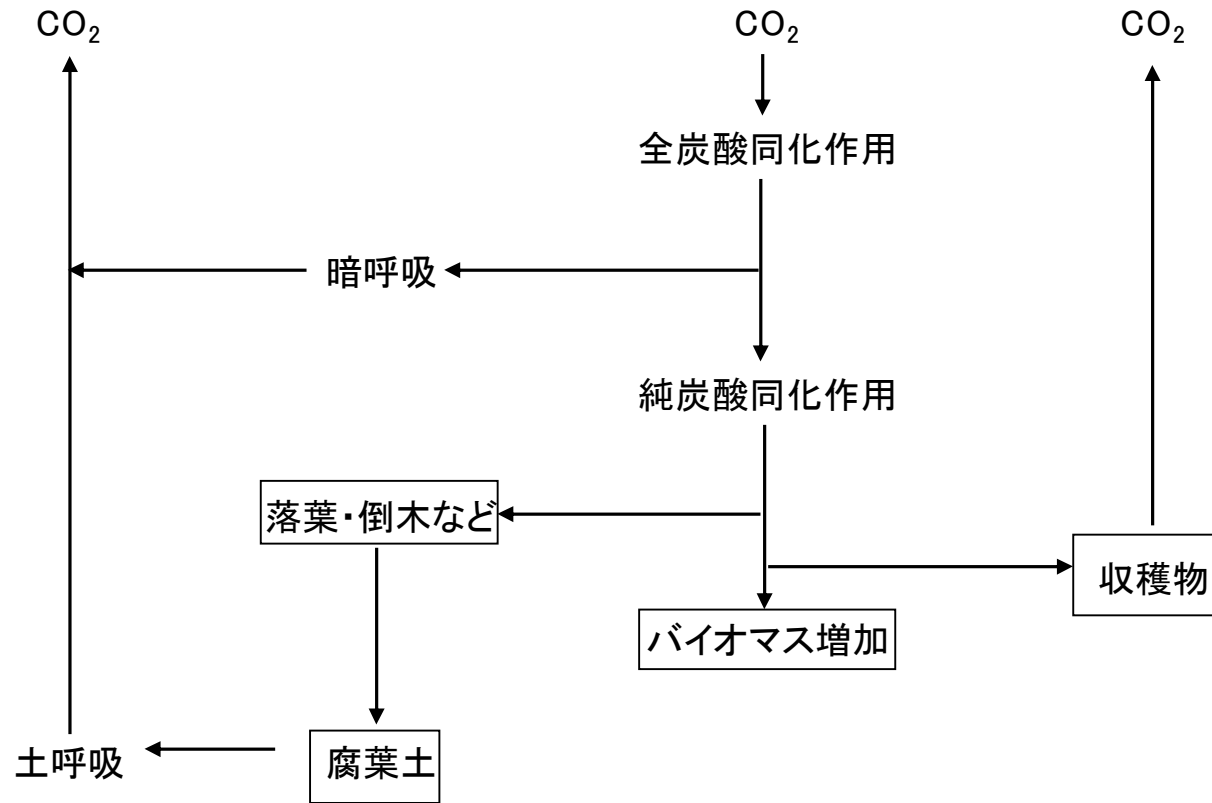 CO₂
CO₂
CO₂
全炭酸同化作用
暗呼吸
純炭酸同化作用
落葉・倒木など
収穫物
バイオマス増加
土呼吸
腐葉土